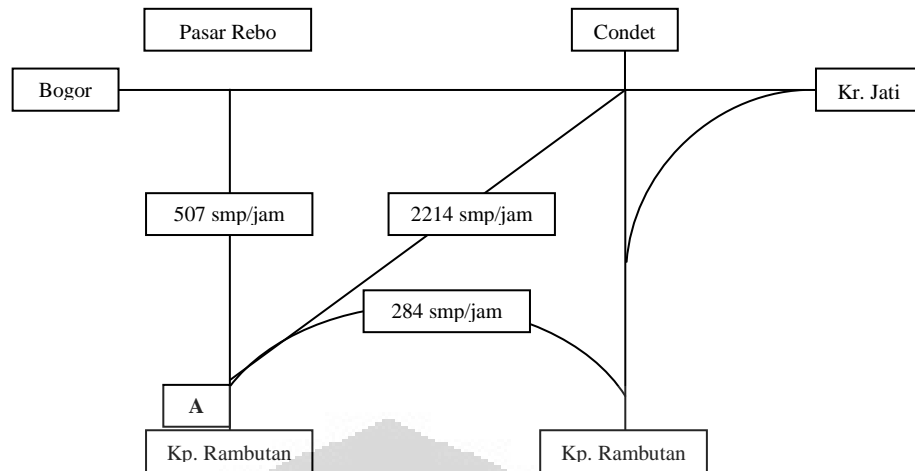 Pasar Rebo
Condet
Bogor
Kr. Jati
507 smp/jam
2214 smp/jam
284 smp/jam
A
Kp. Rambutan
Kp. Rambutan